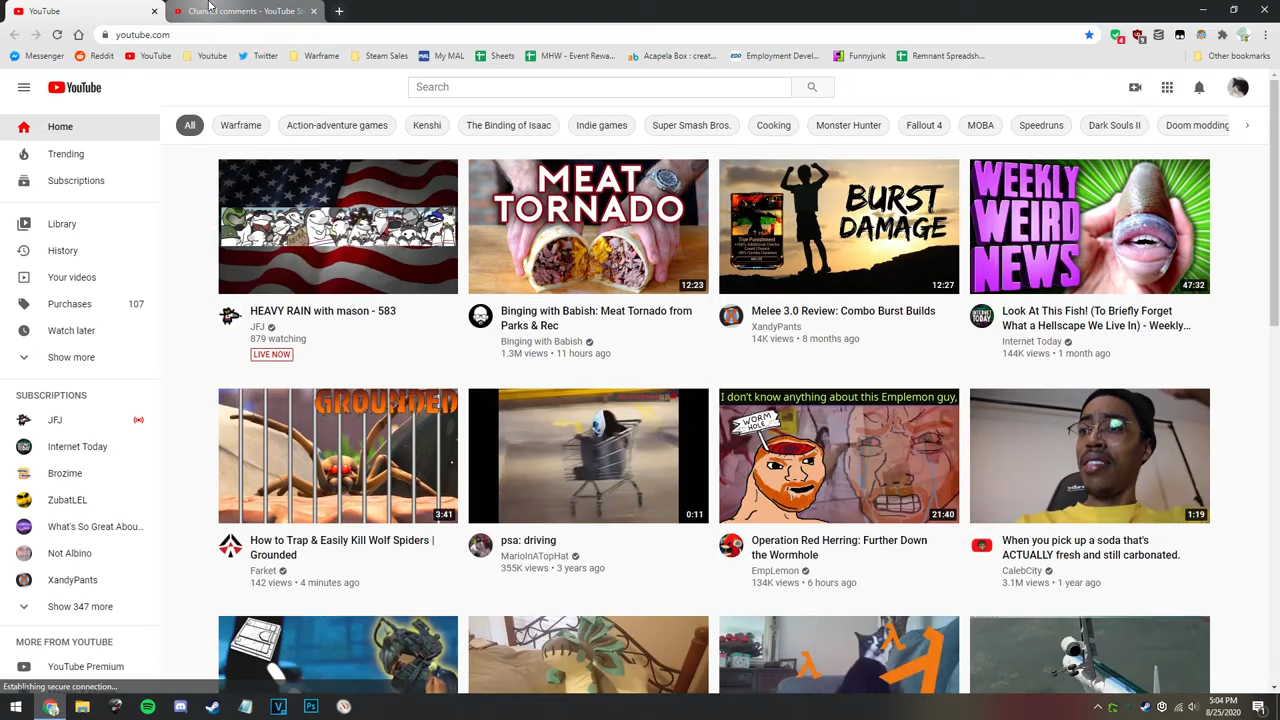 YouTube
Channel comments - YouTube St
youtube.com
Messenger
Reddit
YouTube
Youtube
Twitter
Warframe
Steam Sales
My MAL
Sheets
MHW - Event Rewa...
Acapela Box : creat...
Employment Devel...
Funnyjunk
Remnant Spreadsh...
Other bookmarks
YouTube
Search
All
Warframe
Action-adventure games
Kenshi
The Binding of Isaac
Indie games
Super Smash Bros.
Cooking
Monster Hunter
Fallout 4
MOBA
Speedruns
Dark Souls II
Doom modding
Home
Trending
Subscriptions
Library
History
Your videos
Purchases 107
Watch later
Show more
SUBSCRIPTIONS
JFJ
Internet Today
Brozime
ZubatLEL
What's So Great Abou...
Not Albino
XandyPants
Show 347 more
MORE FROM YOUTUBE
YouTube Premium
Establishing secure connection...
HEAVY RAIN with mason - 583
JFJ
879 watching
LIVE NOW
MEAT
TORNADO
12:23
Binging with Babish: Meat Tornado from
Parks & Rec
Binging with Babish
1.3M views • 11 hours ago
BURST
DAMAGE
12:27
Melee 3.0 Review: Combo Burst Builds
XandyPants
14K views • 8 months ago
WEEKLY
WEIRD
NEWS
47:32
Look At This Fish! (To Briefly Forget
What a Hellscape We Live In) - Weekly...
Internet Today
144K views • 1 month ago
GROUNDED
3:41
How to Trap & Easily Kill Wolf Spiders |
Grounded
Farket
142 views • 4 minutes ago
0:11
psa: driving
MarioInATopHat
355K views • 3 years ago
I don't know anything about this Emplemon guy,
WORM
HOLE
21:40
Operation Red Herring: Further Down
the Wormhole
EmpLemon
134K views • 6 hours ago
1:19
When you pick up a soda that's
ACTUALLY fresh and still carbonated.
CalebCity
3.1M views • 1 year ago
5:04 PM
8/25/2020